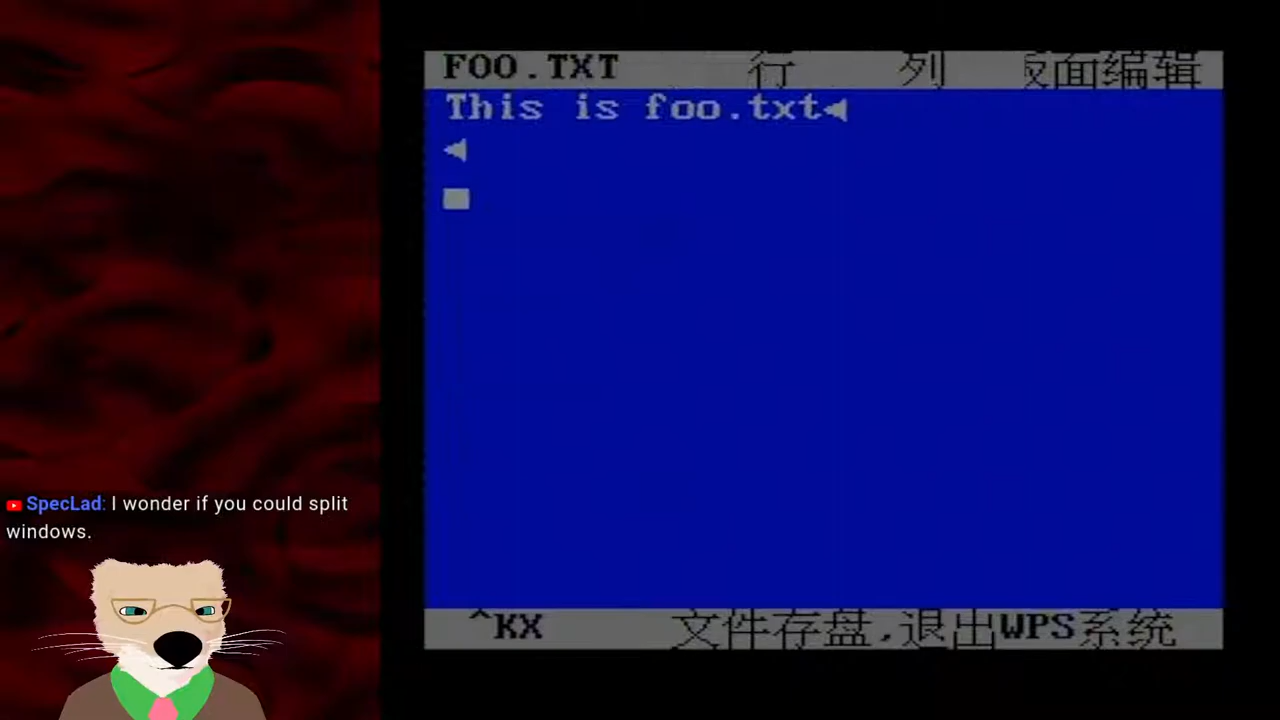 FOO.TXT 行 列 版面编辑
This is foo.txt
SpecLad: I wonder if you could split
windows.
^KX 文件存盘,退出WPS系统